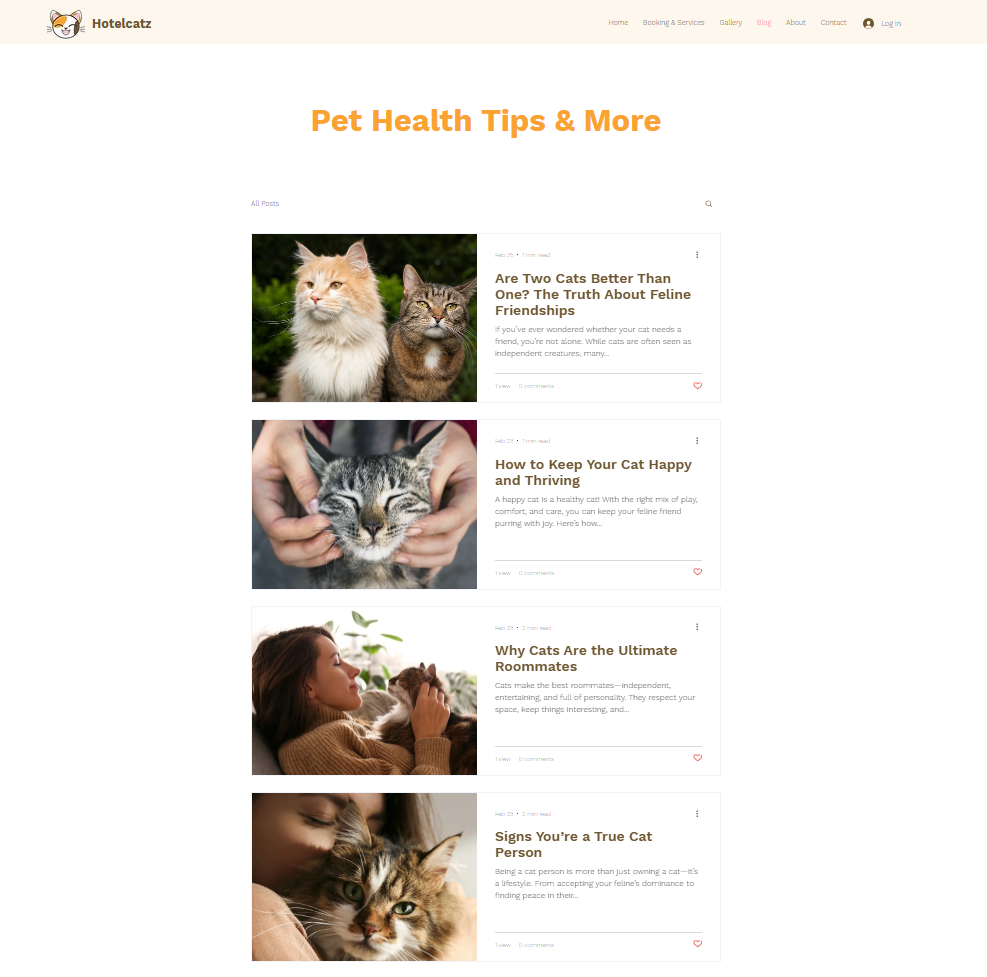 Hotelcatz
Home Booking & Services Gallery Blog About Contact Log In
Pet Health Tips & More
All Posts
Feb 25 · 1 min read
Are Two Cats Better Than
One? The Truth About Feline
Friendships
If you've ever wondered whether your cat needs a
friend, you're not alone. While cats are often seen as
independent creatures, many...
1 view 0 comments
Feb 23 · 1 min read
How to Keep Your Cat Happy
and Thriving
A happy cat is a healthy cat! With the right mix of play,
comfort, and care, you can keep your feline friend
purring with joy. Here's how...
1 view 0 comments
Feb 23 · 2 min read
Why Cats Are the Ultimate
Roommates
Cats make the best roommates—independent,
entertaining, and full of personality. They respect your
space, keep things interesting, and...
1 view 0 comments
Feb 23 · 2 min read
Signs You're a True Cat
Person
Being a cat person is more than just owning a cat—it's
a lifestyle. From accepting your feline's dominance to
finding peace in their...
1 view 0 comments